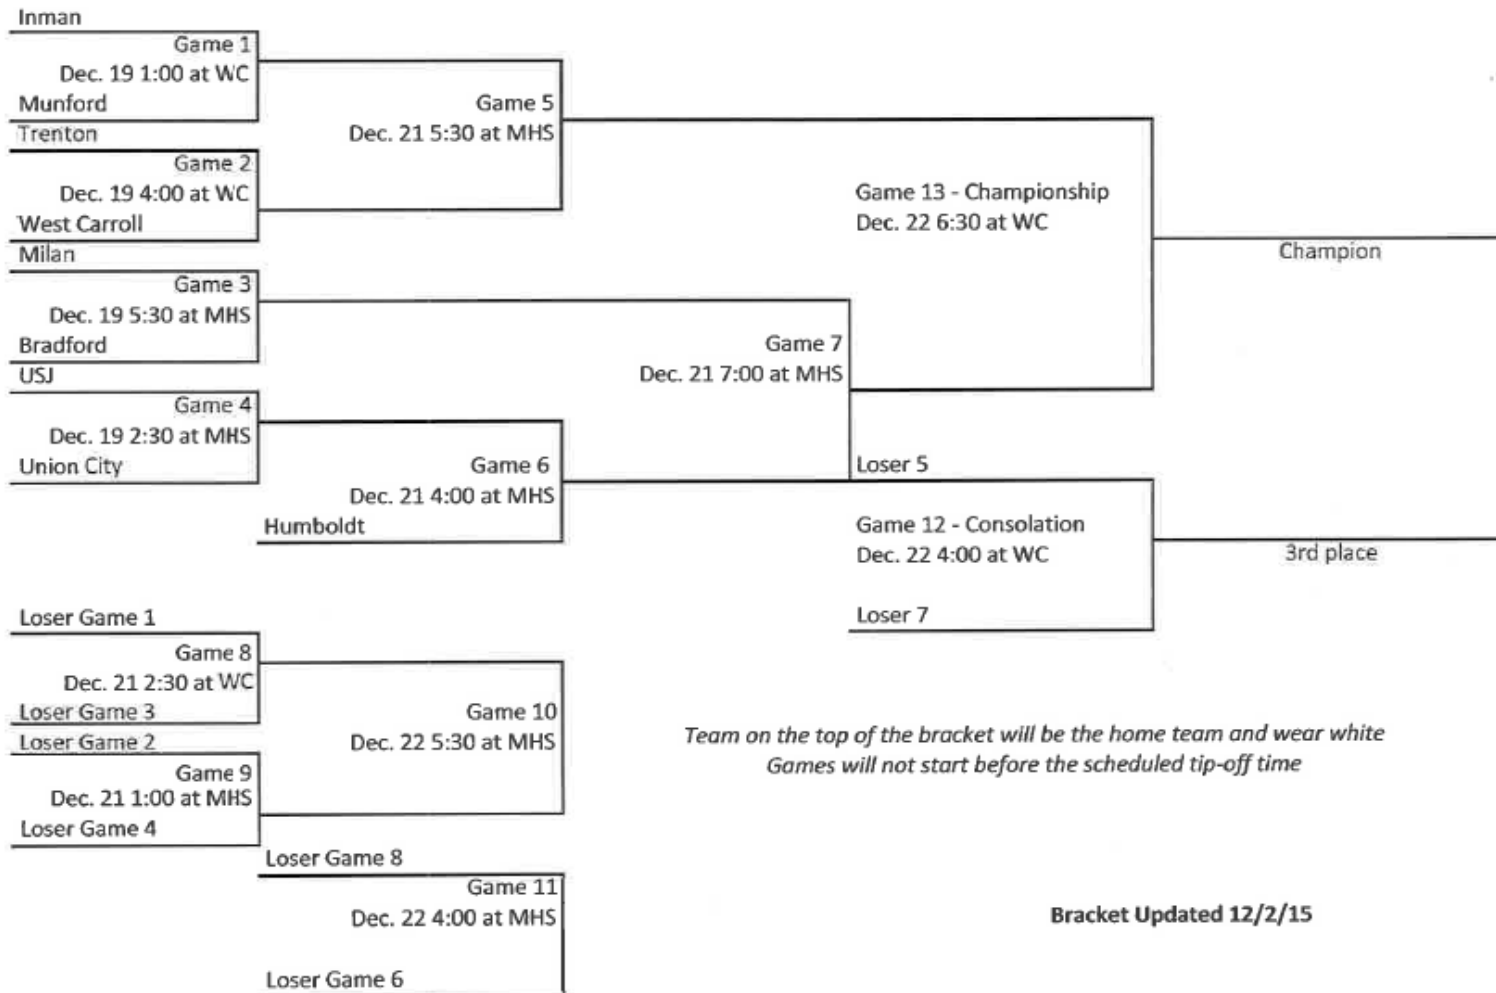 Inman
Game 1
Dec. 19 1:00 at WC
Munford
Trenton
Game 2
Dec. 19 4:00 at WC
West Carroll
Milan
Game 3
Dec. 19 5:30 at MHS
Bradford
USJ
Game 4
Dec. 19 2:30 at MHS
Union City
Game 5
Dec. 21 5:30 at MHS
Game 6
Dec. 21 4:00 at MHS
Humboldt
Game 7
Dec. 21 7:00 at MHS
Game 13 - Championship
Dec. 22 6:30 at WC
Champion
Loser 5
Game 12 - Consolation
Dec. 22 4:00 at WC
Loser 7
3rd place
Loser Game 1
Game 8
Dec. 21 2:30 at WC
Loser Game 3
Loser Game 2
Game 9
Dec. 21 1:00 at MHS
Loser Game 4
Game 10
Dec. 22 5:30 at MHS
Loser Game 8
Game 11
Dec. 22 4:00 at MHS
Loser Game 6
Team on the top of the bracket will be the home team and wear white
Games will not start before the scheduled tip-off time
Bracket Updated 12/2/15